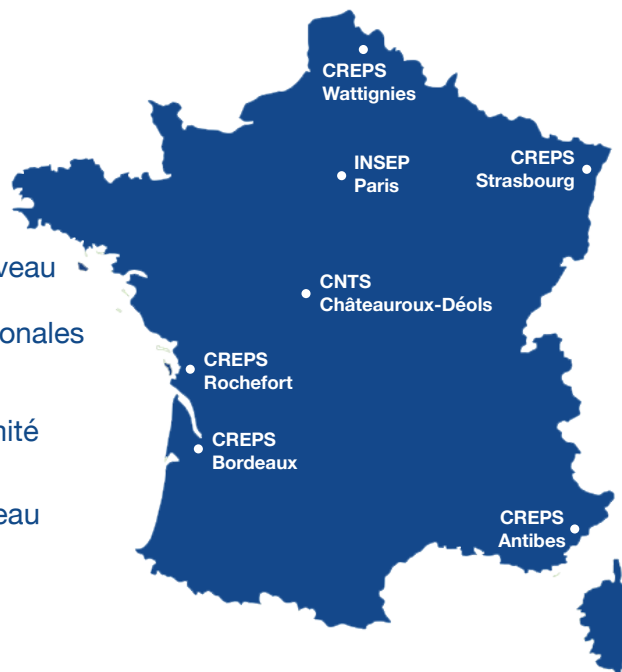 CREPS
Wattignies
INSEP
Paris
CREPS
Strasbourg
veau
CNTS
Châteauroux-Déols
onales
CREPS
Rochefort
nité
CREPS
Bordeaux
eau
CREPS
Antibes